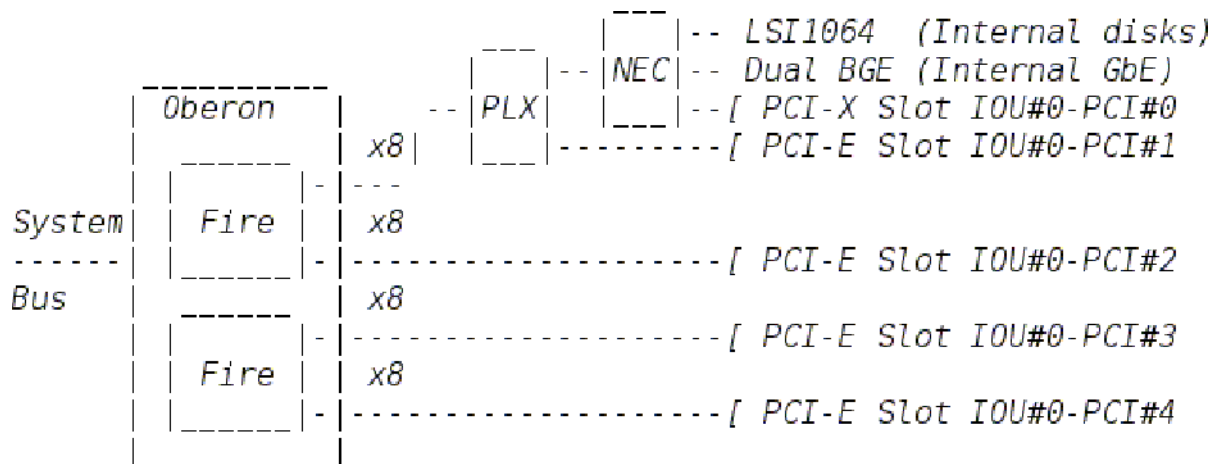 LSI1064 (Internal disks)
NEC Dual BGE (Internal GbE)
Oberon PLX [ PCI-X Slot IOU#0-PCI#0
x8 [ PCI-E Slot IOU#0-PCI#1
System Fire x8
[ PCI-E Slot IOU#0-PCI#2
Bus x8
[ PCI-E Slot IOU#0-PCI#3
Fire x8
[ PCI-E Slot IOU#0-PCI#4